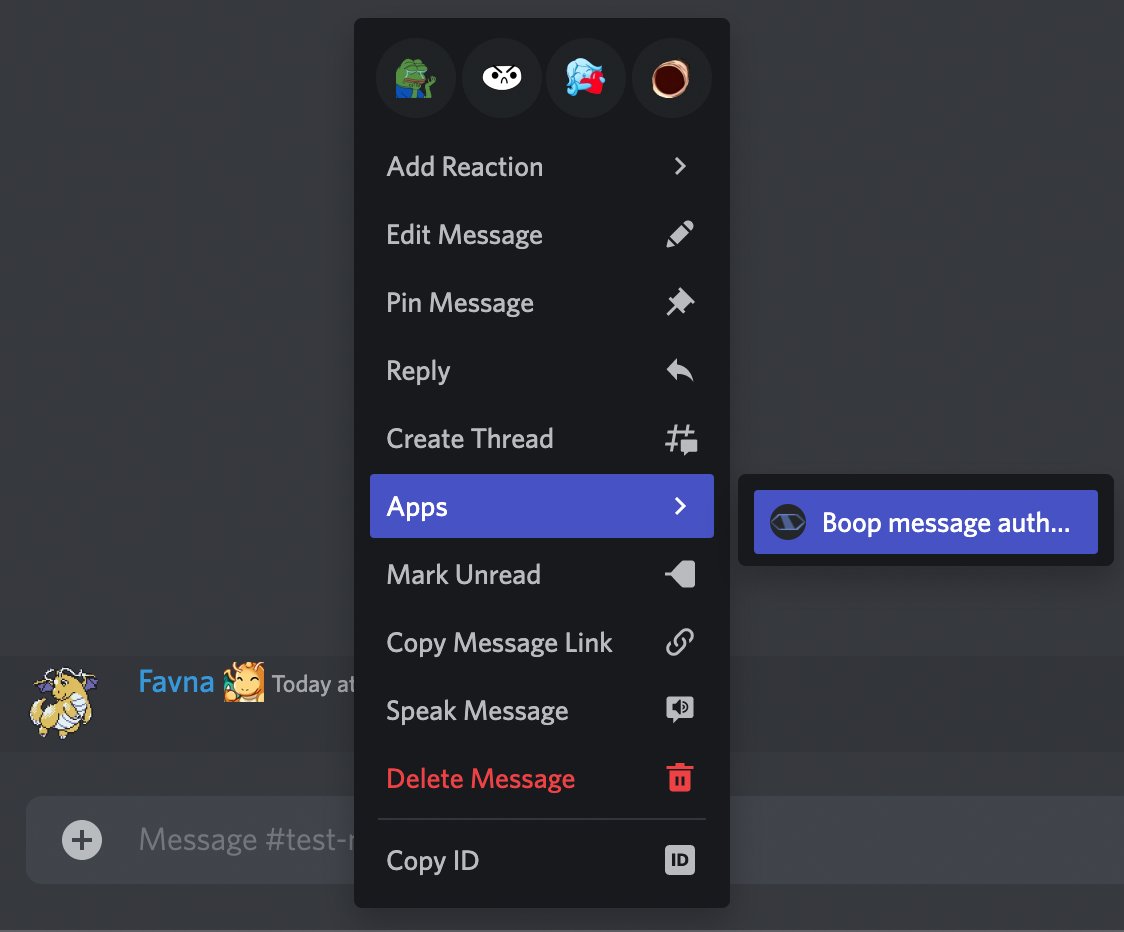 Add Reaction
Edit Message
Pin Message
Reply
Create Thread
Apps
Boop message auth...
Mark Unread
Copy Message Link
Favna Today at
Speak Message
Delete Message
Message #test-
Copy ID ID